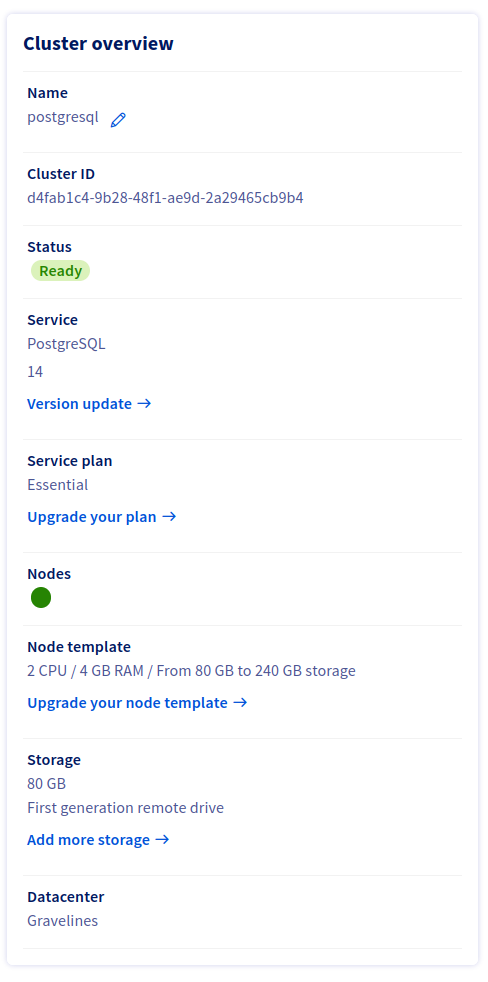 Cluster overview
Name
postgresql
Cluster ID
d4fab1c4-9b28-48f1-ae9d-2a29465cb9b4
Status
Ready
Service
PostgreSQL
14
Version update →
Service plan
Essential
Upgrade your plan →
Nodes
Node template
2 CPU / 4 GB RAM / From 80 GB to 240 GB storage
Upgrade your node template →
Storage
80 GB
First generation remote drive
Add more storage →
Datacenter
Gravelines